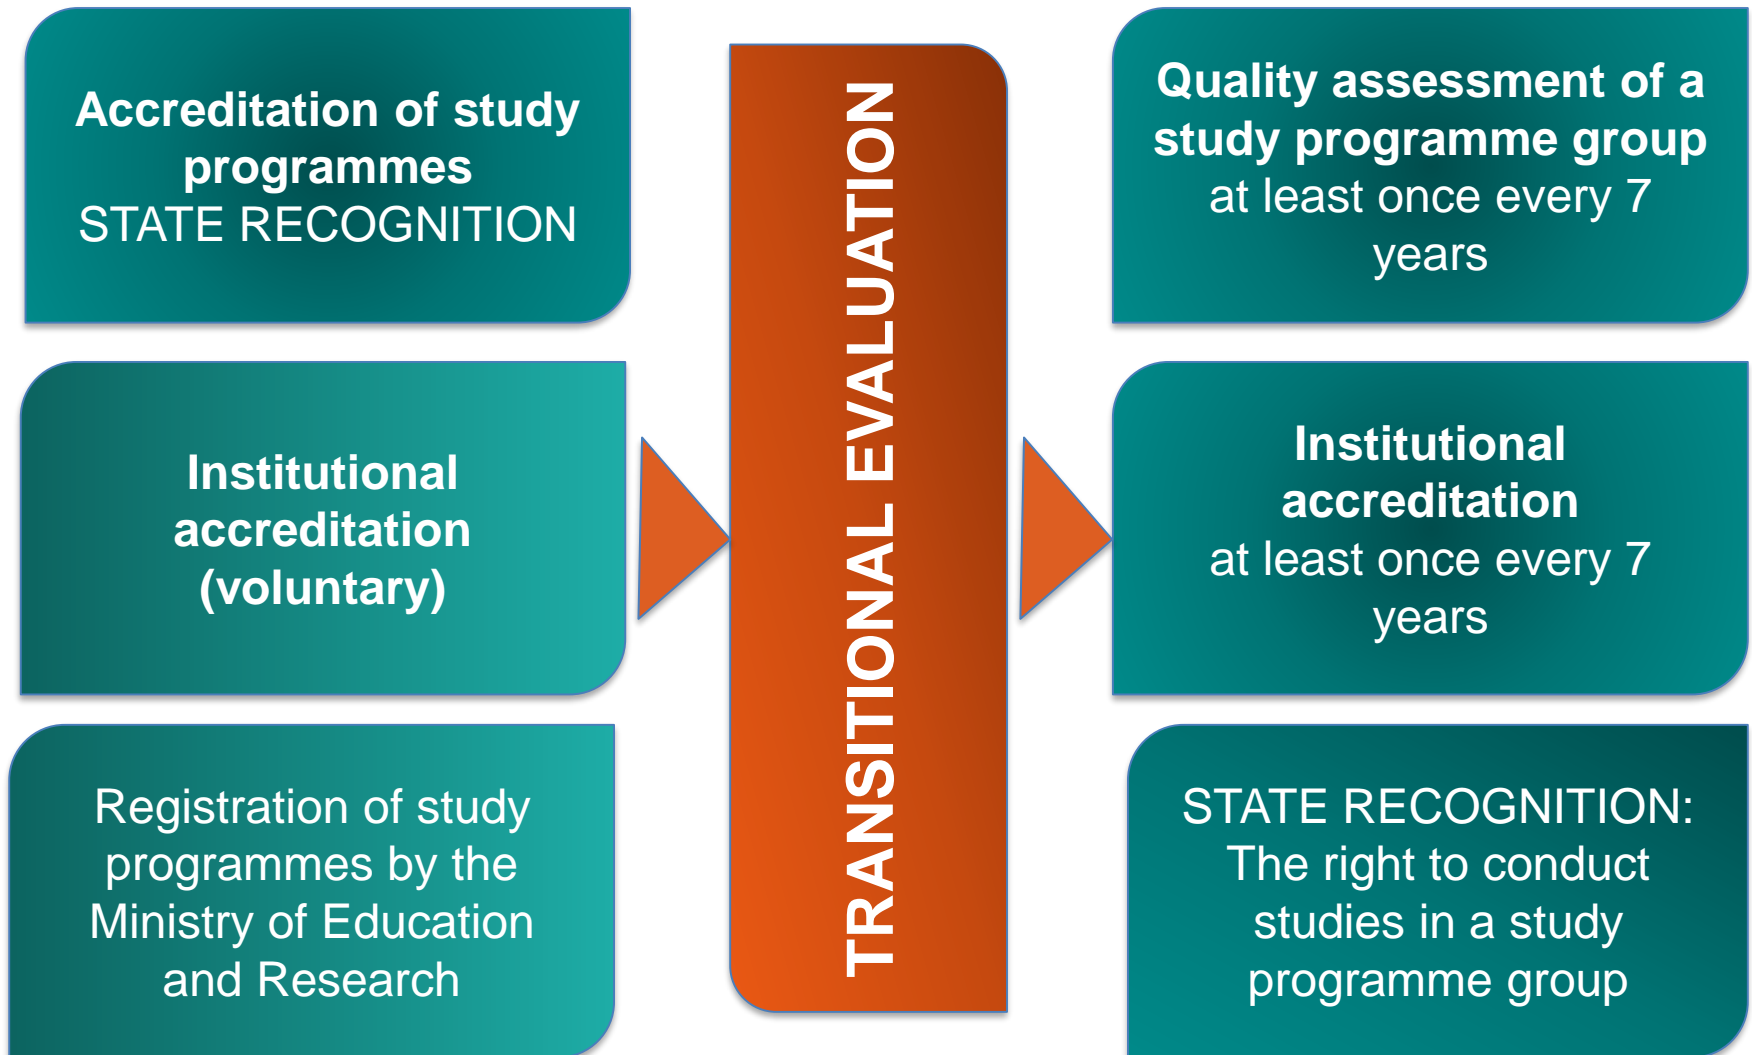 Accreditation of study
programmes
STATE RECOGNITION
Institutional
accreditation
(voluntary)
Registration of study
programmes by the
Ministry of Education
and Research
TRANSITIONAL EVALUATION
Quality assessment of a
study programme group
at least once every 7
years
Institutional
accreditation
at least once every 7
years
STATE RECOGNITION:
The right to conduct
studies in a study
programme group